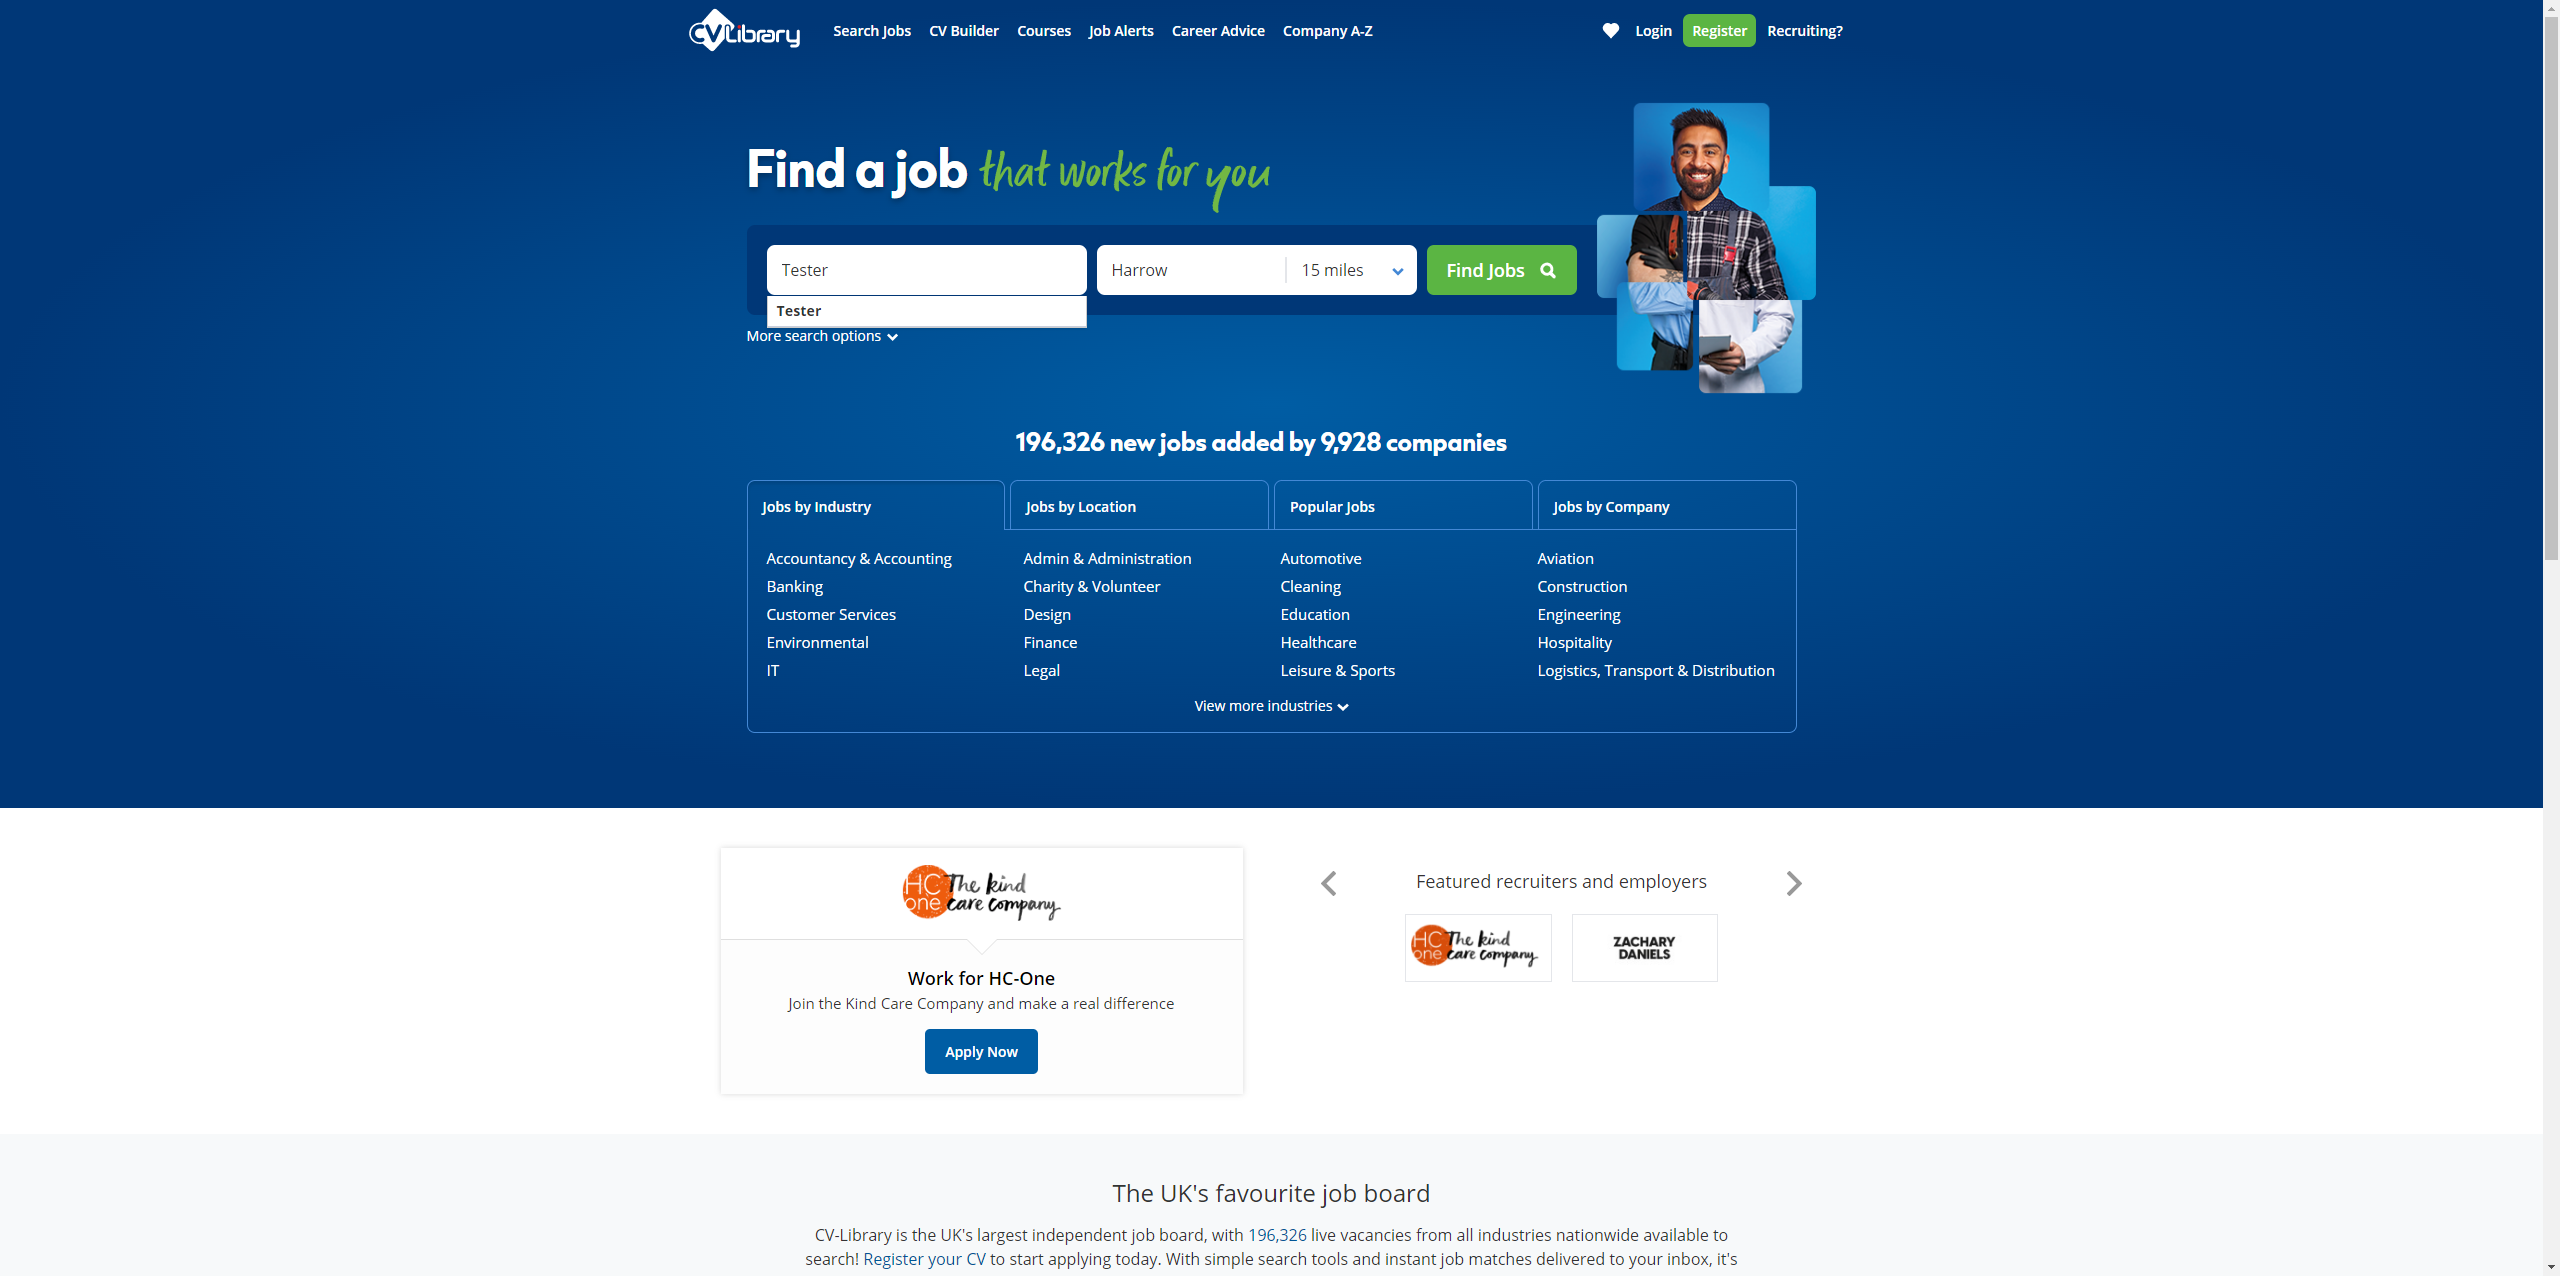 CV Library
Search Jobs CV Builder Courses Job Alerts Career Advice Company A-Z Login Register Recruiting?
Find a job that works for you
Tester Harrow 15 miles Find Jobs
Tester
More search options
196,326 new jobs added by 9,928 companies
Jobs by Industry Jobs by Location Popular Jobs Jobs by Company
Accountancy & Accounting Admin & Administration Automotive Aviation
Banking Charity & Volunteer Cleaning Construction
Customer Services Design Education Engineering
Environmental Finance Healthcare Hospitality
IT Legal Leisure & Sports Logistics, Transport & Distribution
View more industries
HC The kind
one care company
Featured recruiters and employers
HC The kind
one care company
ZACHARY
DANIELS
Work for HC-One
Join the Kind Care Company and make a real difference
Apply Now
The UK's favourite job board
CV-Library is the UK's largest independent job board, with 196,326 live vacancies from all industries nationwide available to
search! Register your CV to start applying today. With simple search tools and instant job matches delivered to your inbox, it's